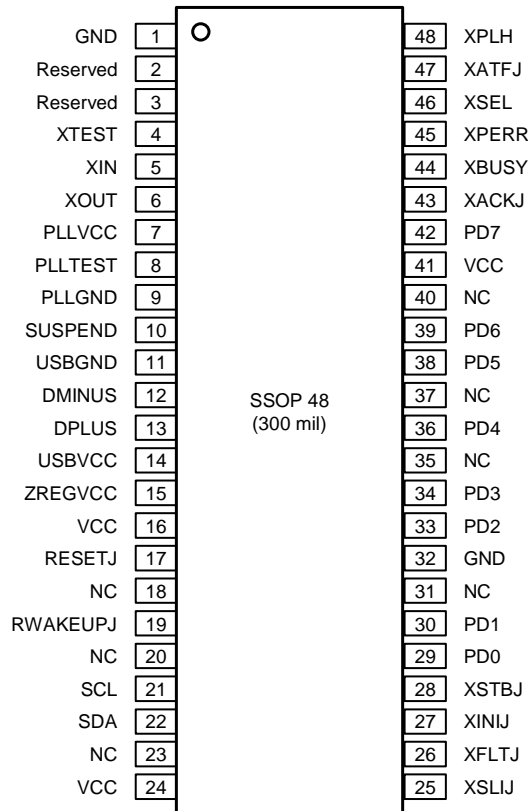 GND 1 48 XPLH
Reserved 2 47 XATFJ
Reserved 3 46 XSEL
XTEST 4 45 XPERR
XIN 5 44 XBUSY
XOUT 6 43 XACKJ
PLLVCC 7 42 PD7
PLLTEST 8 41 VCC
PLLGND 9 40 NC
SUSPEND 10 39 PD6
USBGND 11 38 PD5
DMINUS 12 37 NC
SSOP 48
(300 mil)
DPLUS 13 36 PD4
USBVCC 14 35 NC
ZREGVCC 15 34 PD3
VCC 16 33 PD2
RESETJ 17 32 GND
NC 18 31 NC
RWAKEUPJ 19 30 PD1
NC 20 29 PD0
SCL 21 28 XSTBJ
SDA 22 27 XINIJ
NC 23 26 XFLTJ
VCC 24 25 XSLIJ